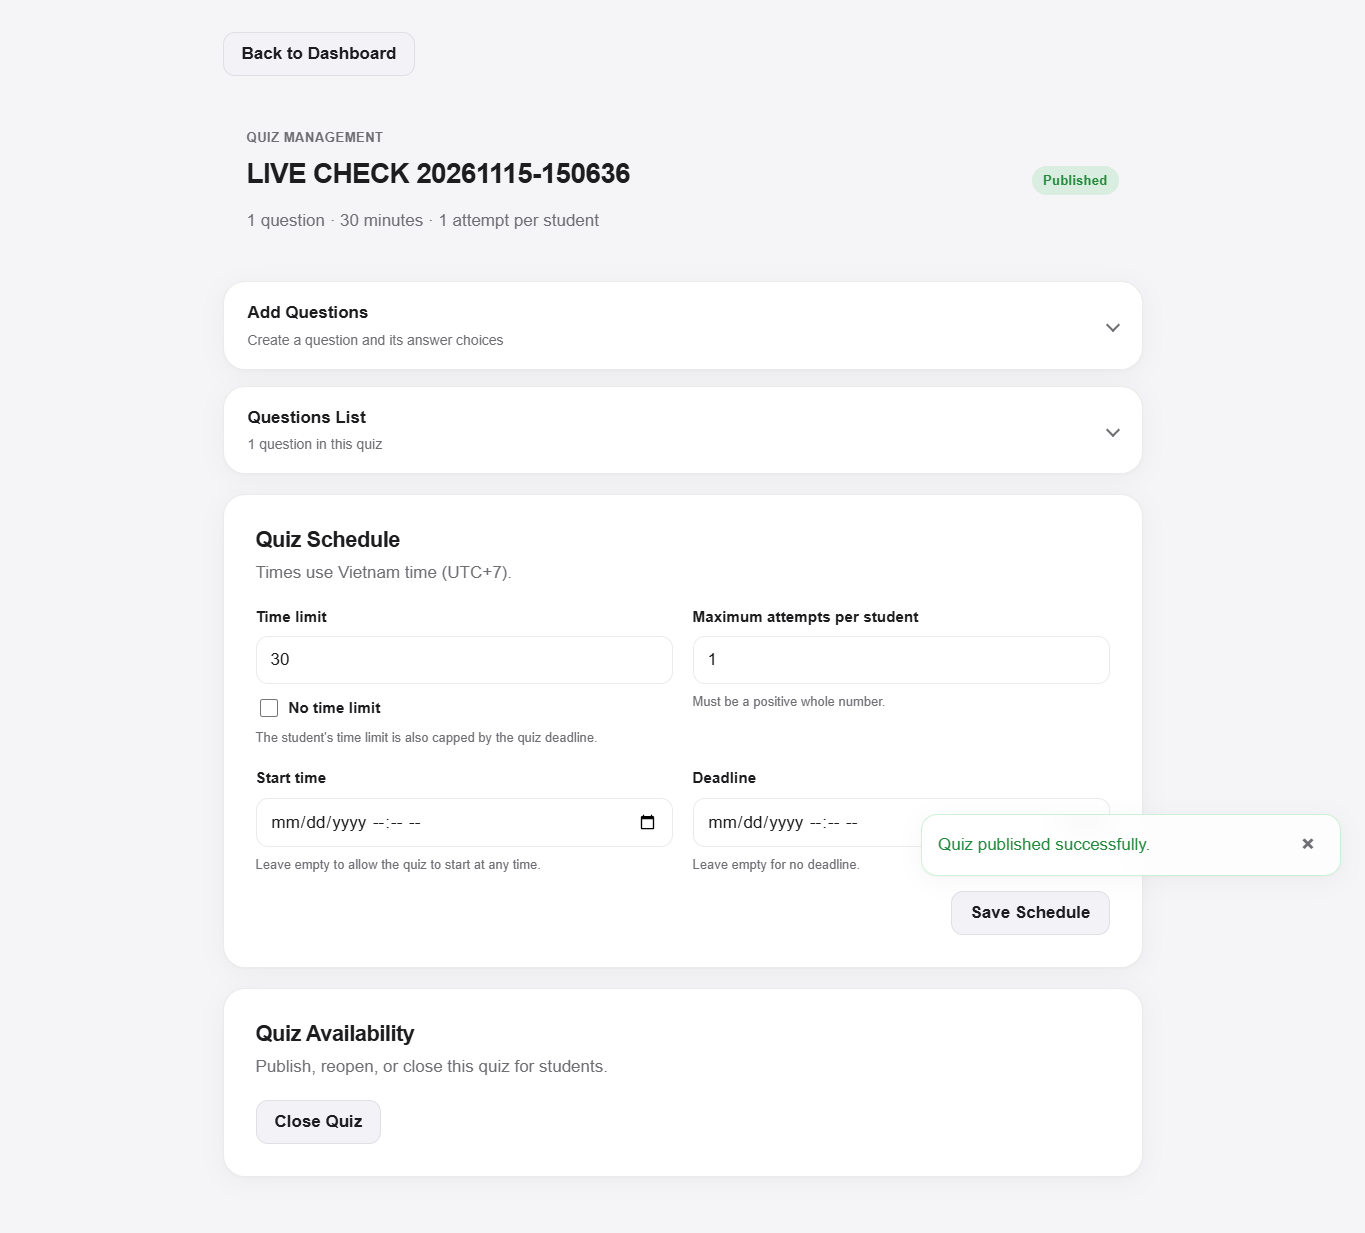 Back to Dashboard
QUIZ MANAGEMENT
LIVE CHECK 20261115-150636
Published
1 question · 30 minutes · 1 attempt per student
Add Questions
Create a question and its answer choices
Questions List
1 question in this quiz
Quiz Schedule
Times use Vietnam time (UTC+7).
Time limit
30
No time limit
The student's time limit is also capped by the quiz deadline.
Maximum attempts per student
1
Must be a positive whole number.
Start time
mm/dd/yyyy --:-- --
Leave empty to allow the quiz to start at any time.
Deadline
mm/dd/yyyy --:-- --
Leave empty for no deadline.
Quiz published successfully.
×
Save Schedule
Quiz Availability
Publish, reopen, or close this quiz for students.
Close Quiz